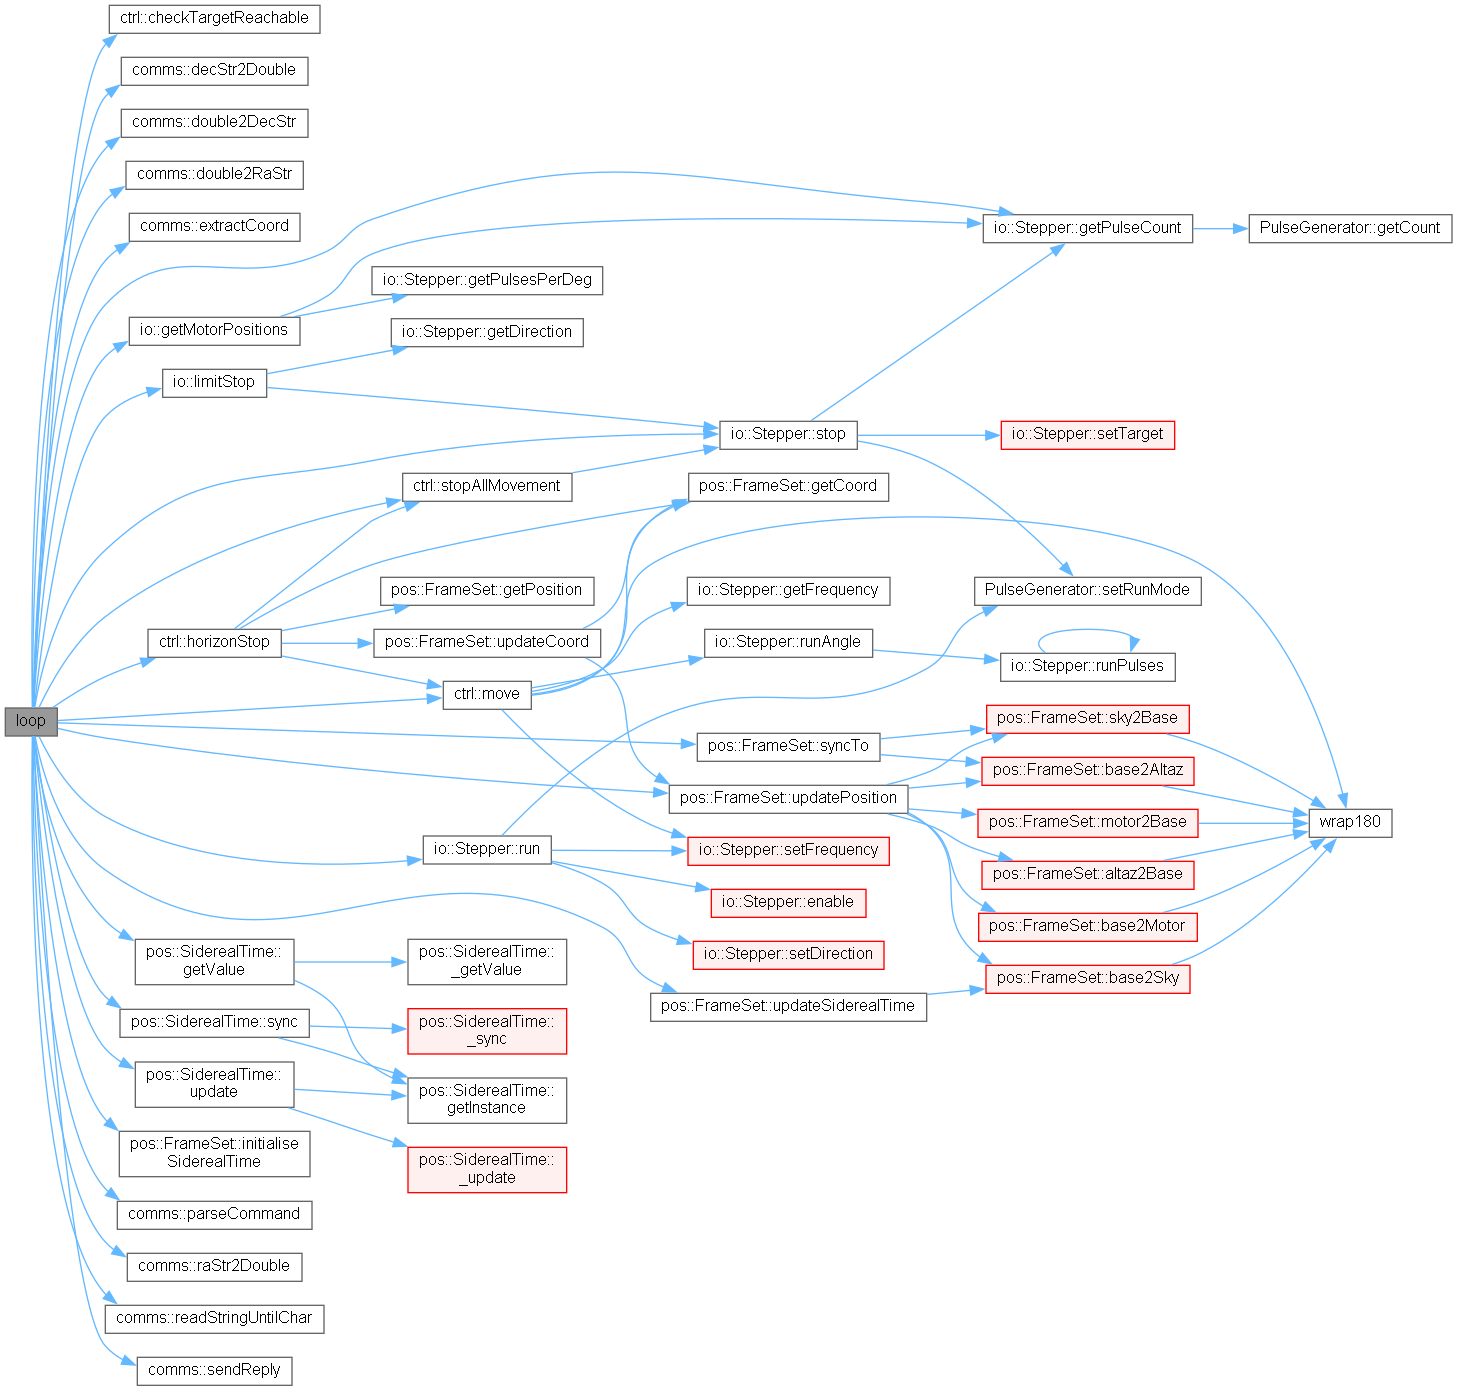 ctrl::checkTargetReachable
comms::decStr2Double
comms::double2DecStr
comms::double2RaStr
comms::extractCoord
io::Stepper::getPulseCount
PulseGenerator::getCount
io::Stepper::getPulsesPerDeg
io::getMotorPositions
io::Stepper::getDirection
io::limitStop
io::Stepper::stop
io::Stepper::setTarget
ctrl::stopAllMovement
pos::FrameSet::getCoord
pos::FrameSet::getPosition
io::Stepper::getFrequency
PulseGenerator::setRunMode
ctrl::horizonStop
pos::FrameSet::updateCoord
io::Stepper::runAngle
io::Stepper::runPulses
ctrl::move
loop
pos::FrameSet::sky2Base
pos::FrameSet::syncTo
pos::FrameSet::base2Altaz
pos::FrameSet::updatePosition
pos::FrameSet::motor2Base
wrap180
io::Stepper::run
io::Stepper::setFrequency
pos::FrameSet::altaz2Base
io::Stepper::enable
pos::FrameSet::base2Motor
pos::SiderealTime::
getValue
pos::SiderealTime::
_getValue
io::Stepper::setDirection
pos::FrameSet::base2Sky
pos::FrameSet::updateSiderealTime
pos::SiderealTime::sync
pos::SiderealTime::
_sync
pos::SiderealTime::
update
pos::SiderealTime::
getInstance
pos::FrameSet::initialise
SiderealTime
pos::SiderealTime::
_update
comms::parseCommand
comms::raStr2Double
comms::readStringUntilChar
comms::sendReply